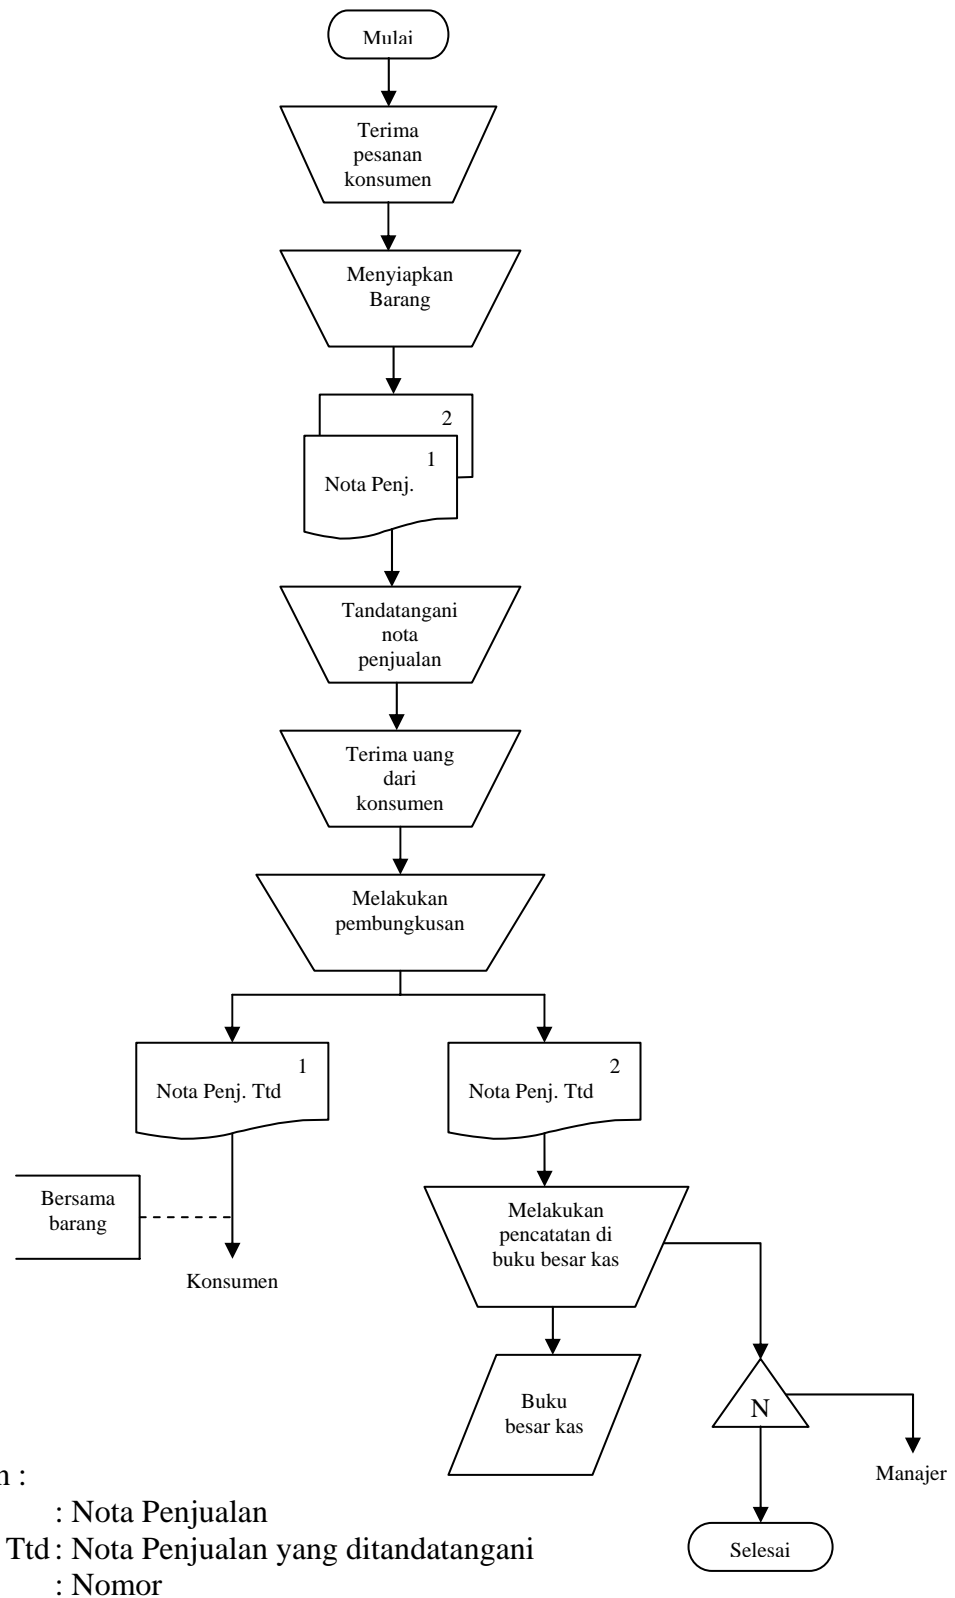 Mulai
Terima
pesanan
konsumen
Menyiapkan
Barang
2
1
Nota Penj.
Tandatangani
nota
penjualan
Terima uang
dari
konsumen
Melakukan
pembungkusan
1
Nota Penj. Ttd
2
Nota Penj. Ttd
Bersama
barang
Konsumen
Melakukan
pencatatan di
buku besar kas
Buku
besar kas
N
Manajer
Selesai
n :
: Nota Penjualan
Ttd : Nota Penjualan yang ditandatangani
: Nomor